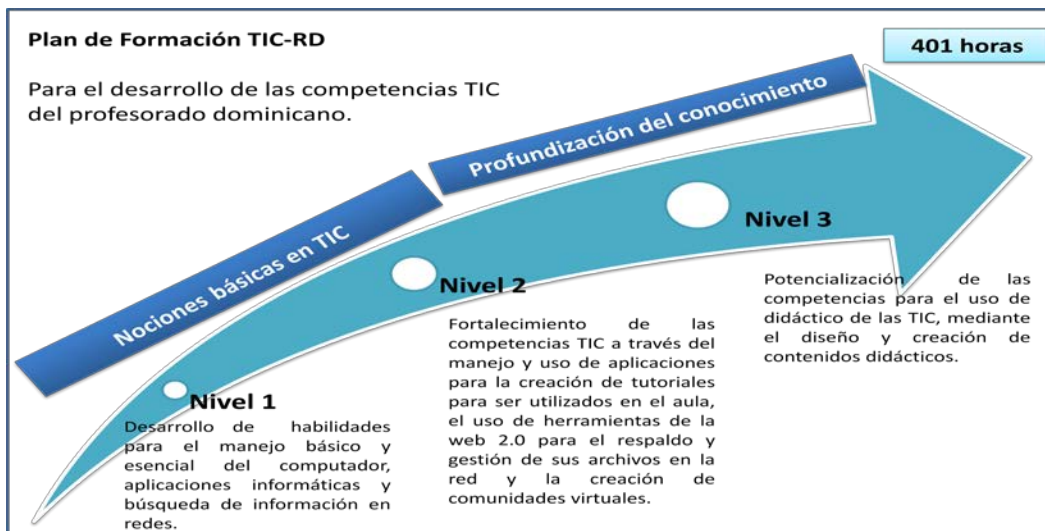 Plan de Formación TIC-RD
401 horas
Para el desarrollo de las competencias TIC
del profesorado dominicano.
Nociones básicas en TIC
Profundización del conocimiento
Nivel 1
Desarrollo de habilidades
para el manejo básico y
esencial del computador,
aplicaciones informáticas y
búsqueda de información en
redes.
Nivel 2
Fortalecimiento de las
competencias TIC a través del
manejo y uso de aplicaciones
para la creación de tutoriales
para ser utilizados en el aula,
el uso de herramientas de la
web 2.0 para el respaldo y
gestión de sus archivos en la
red y la creación de
comunidades virtuales.
Nivel 3
Potencialización de las
competencias para el uso de
didáctico de las TIC, mediante
el diseño y creación de
contenidos didácticos.